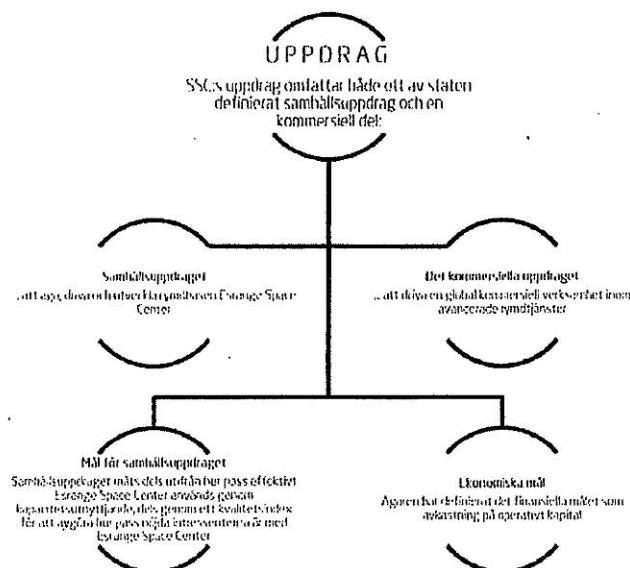 UPPDRAG
SSC:s uppdrag omfattar både ett av staten
definierat samhällsuppdrag och en
kommersiell del:
Samhällsuppdraget
...att äga, driva och utveckla rymdbasen Esrange Space
Center
Det kommersiella uppdraget
...att driva en global kommersiell verksamhet inom
avancerade rymdtjänster
Mål för samhällsuppdraget
Samhällsuppdraget mäts dels utifrån hur pass effektivt
Esrange Space Center används genom
kapacitetsutnyttjande, dels genom ett kvalitetsindex
för att avgöra hur pass nöjda intressenterna är med
Esrange Space Center
Ekonomiska mål
Ägaren har definierat det finansiella målet som
avkastning på operativt kapital